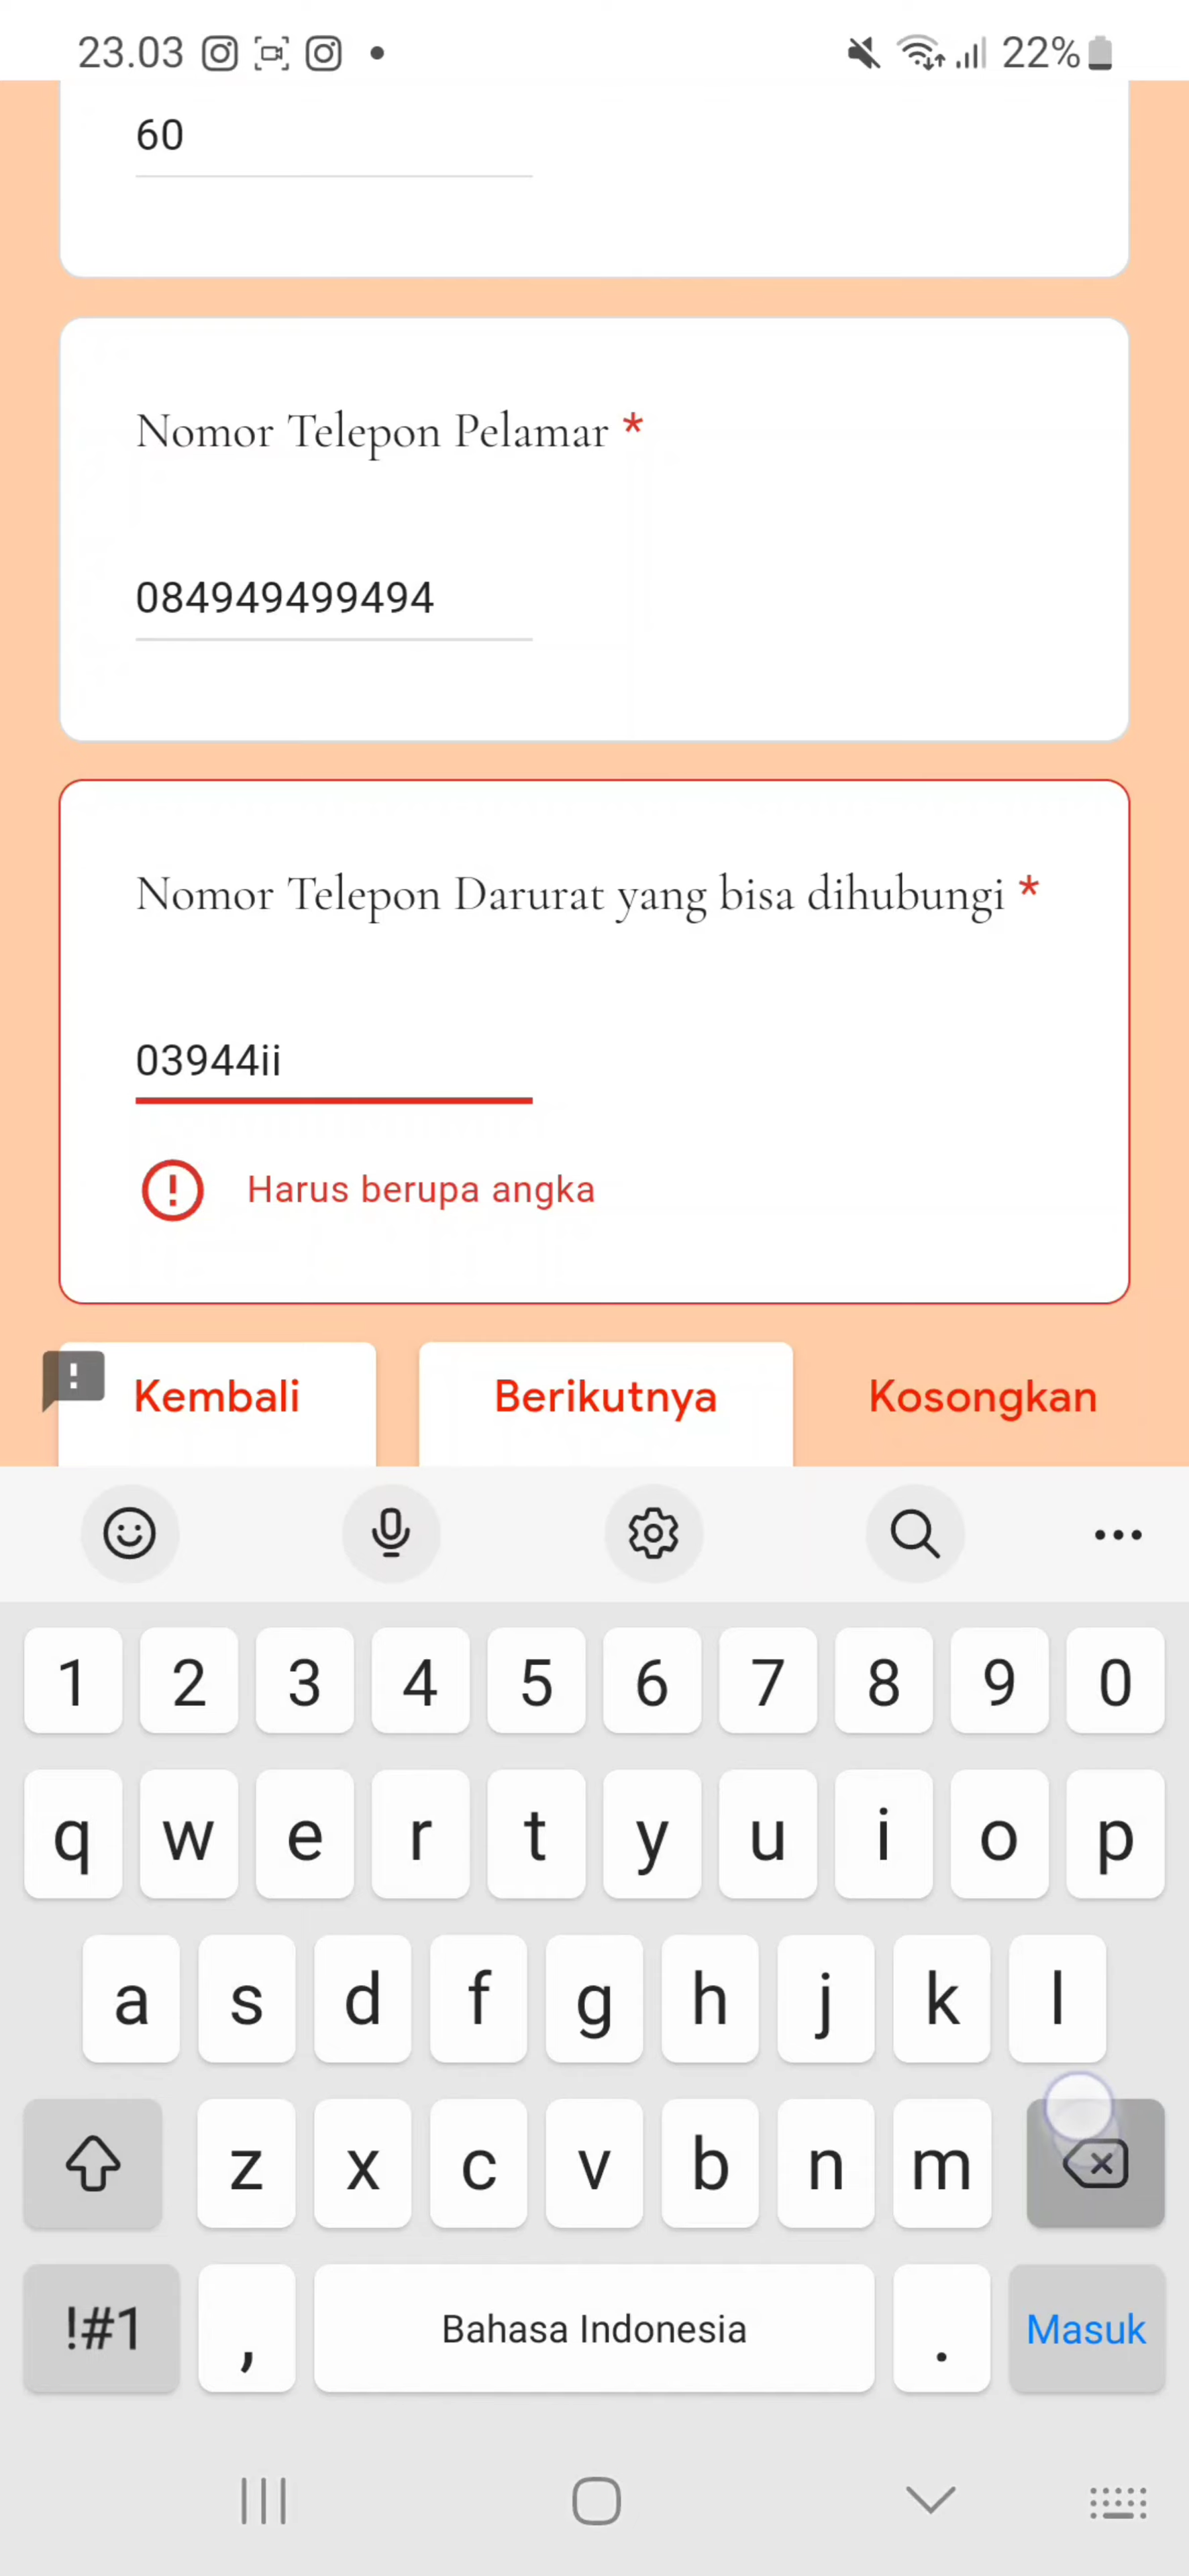 23.03 22%
60
Nomor Telepon Pelamar *
084949499494
Nomor Telepon Darurat yang bisa dihubungi *
03944ii
! Harus berupa angka
! Kembali Berikutnya Kosongkan
1 2 3 4 5 6 7 8 9 0
q w e r t y u i o p
a s d f g h j k l
z x c v b n m
!#1 , Bahasa Indonesia . Masuk